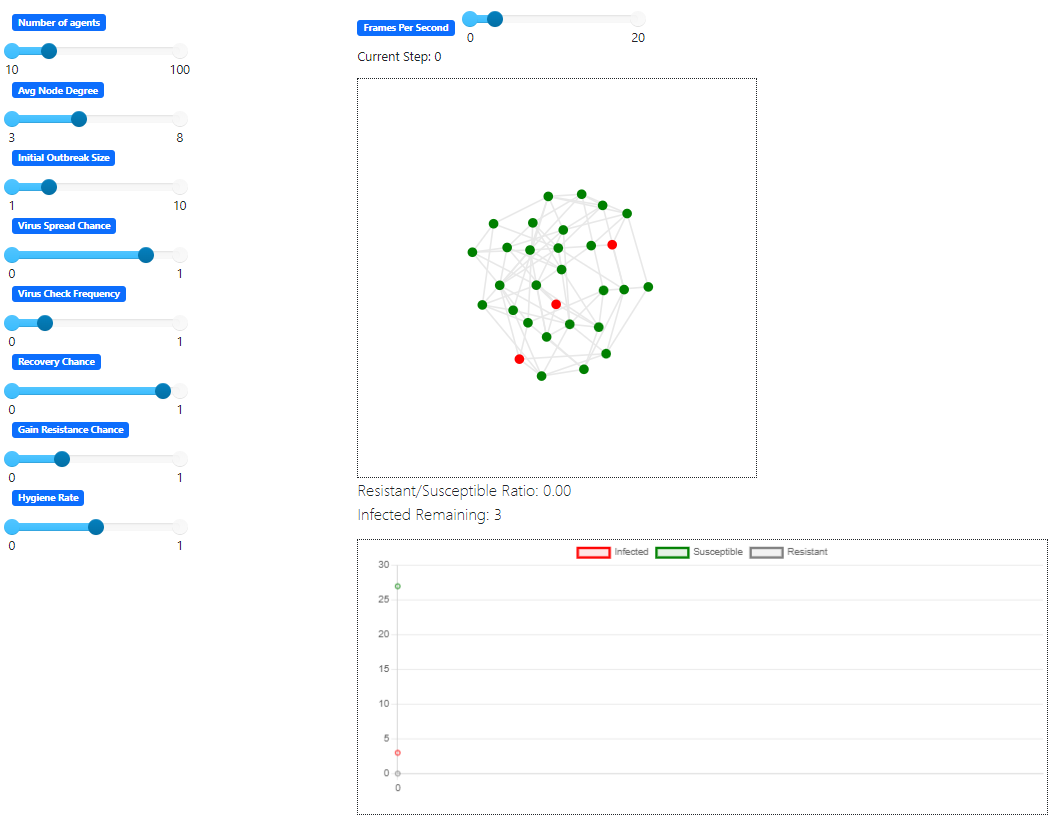 Number of agents
10 100
Avg Node Degree
3 8
Initial Outbreak Size
1 10
Virus Spread Chance
0 1
Virus Check Frequency
0 1
Recovery Chance
0 1
Gain Resistance Chance
0 1
Hygiene Rate
0 1
Frames Per Second
0 20
Current Step: 0
Resistant/Susceptible Ratio: 0.00
Infected Remaining: 3
Infected Susceptible Resistant
30
25
20
15
10
5
0
0